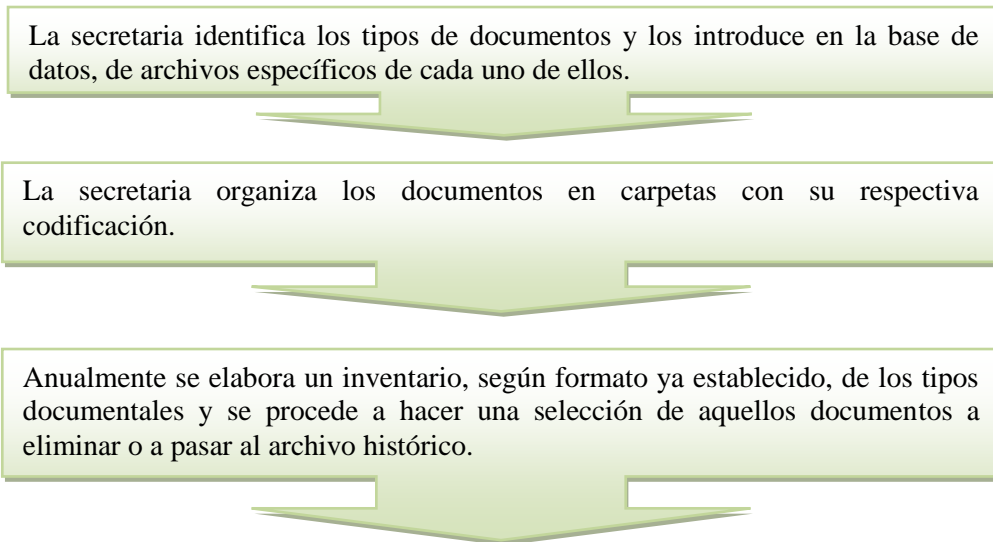 La secretaria identifica los tipos de documentos y los introduce en la base de
datos, de archivos específicos de cada uno de ellos.
La secretaria organiza los documentos en carpetas con su respectiva
codificación.
Anualmente se elabora un inventario, según formato ya establecido, de los tipos
documentales y se procede a hacer una selección de aquellos documentos a
eliminar o a pasar al archivo histórico.